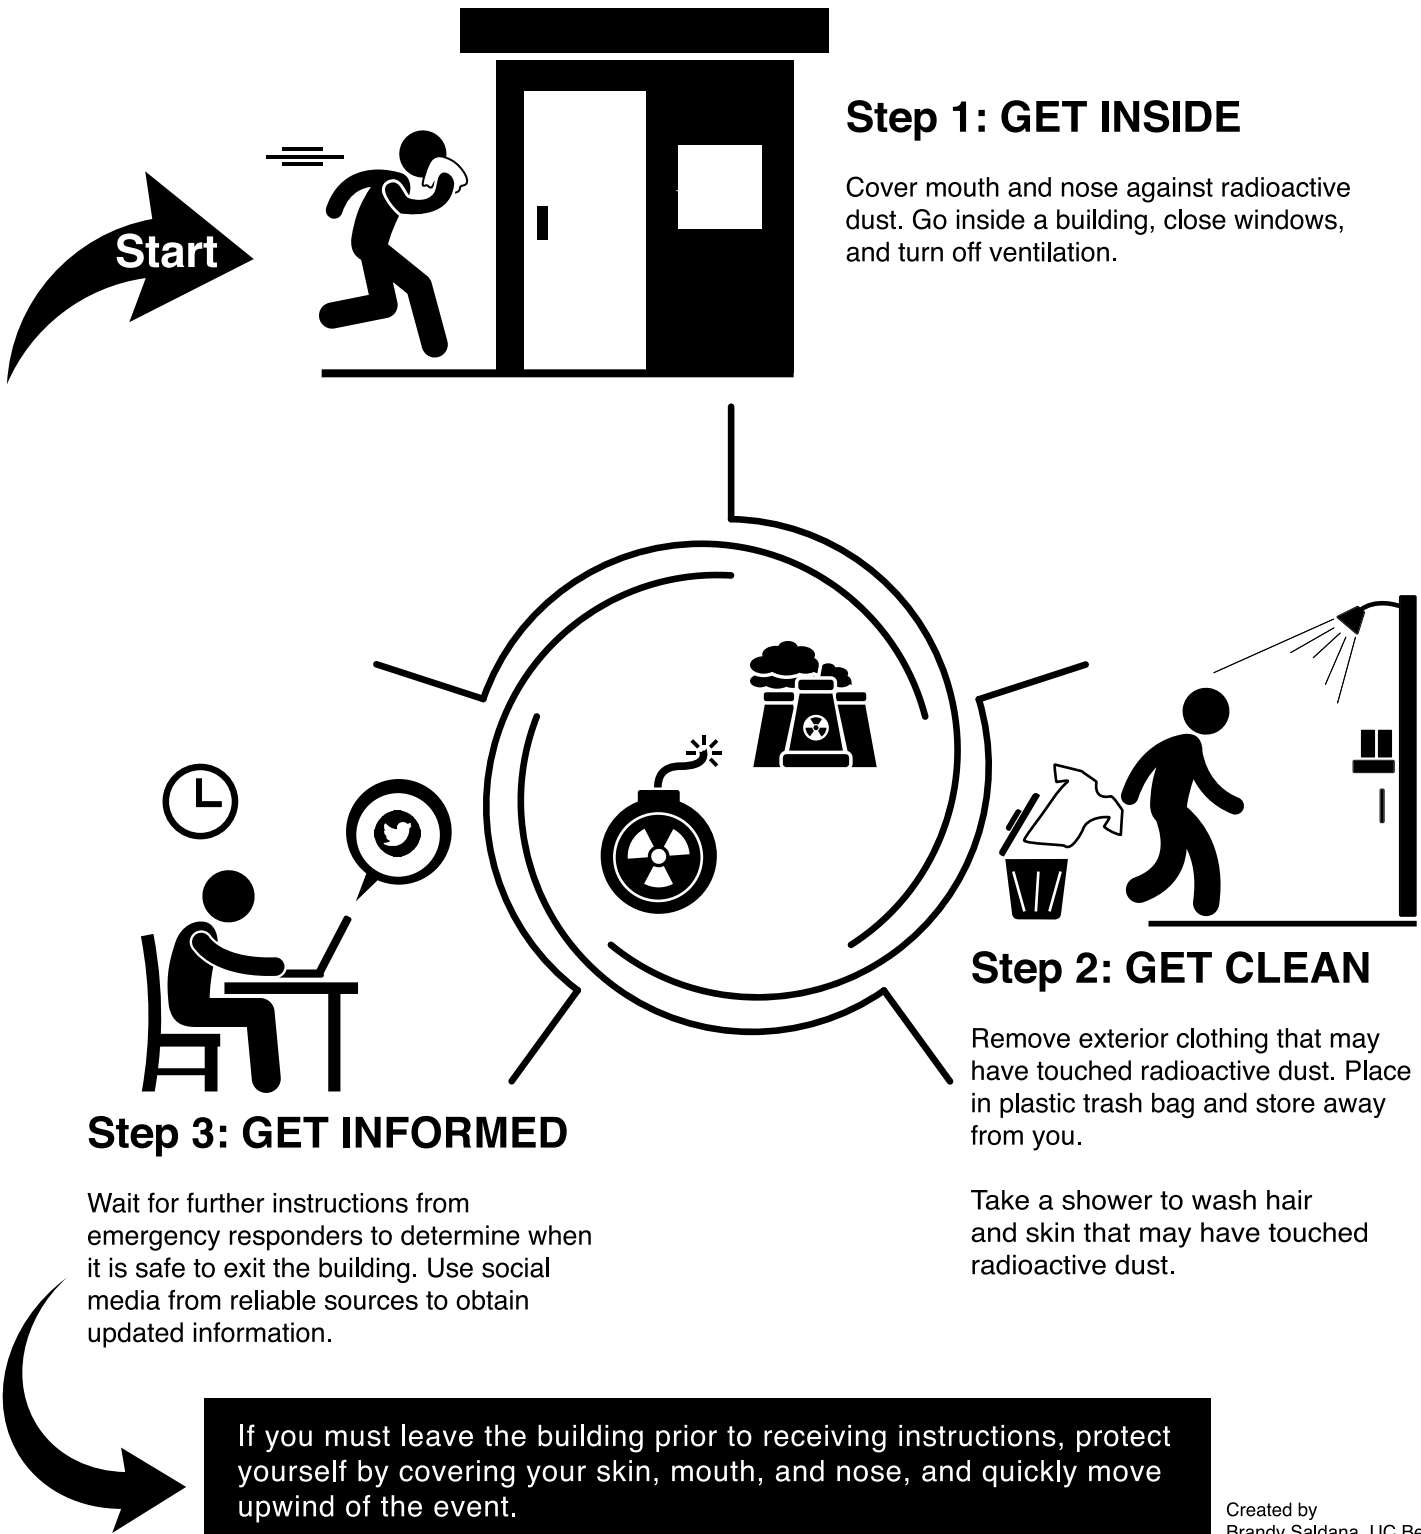 Start
Step 1: GET INSIDE
Cover mouth and nose against radioactive
dust. Go inside a building, close windows,
and turn off ventilation.
Step 2: GET CLEAN
Remove exterior clothing that may
have touched radioactive dust. Place
in plastic trash bag and store away
from you.
Take a shower to wash hair
and skin that may have touched
radioactive dust.
Step 3: GET INFORMED
Wait for further instructions from
emergency responders to determine when
it is safe to exit the building. Use social
media from reliable sources to obtain
updated information.
If you must leave the building prior to receiving instructions, protect
yourself by covering your skin, mouth, and nose, and quickly move
upwind of the event.
Created by
Brandy Saldana, UC